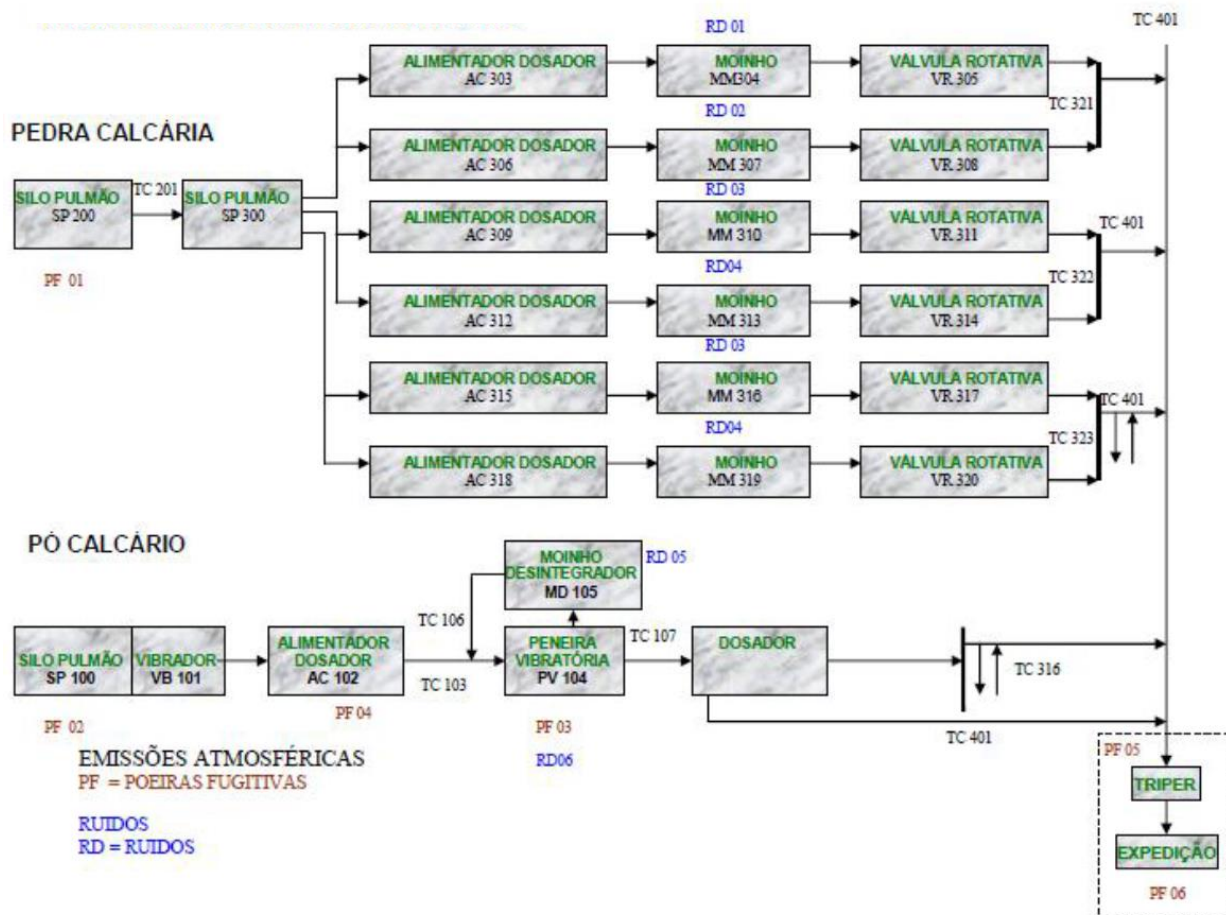 TC 401
RD 01
ALIMENTADOR DOSADOR
AC 303
MOINHO
MM304
VÁLVULA ROTATIVA
VR 305
TC 321
RD 02
PEDRA CALCÁRIA
ALIMENTADOR DOSADOR
AC 306
MOINHO
MM 307
VÁLVULA ROTATIVA
VR 308
SILO PULMÃO
SP 200
TC 201
SILO PULMÃO
SP 300
PF 01
RD 03
ALIMENTADOR DOSADOR
AC 309
MOINHO
MM 310
VÁLVULA ROTATIVA
VR 311
TC 401
TC 322
RD04
ALIMENTADOR DOSADOR
AC 312
MOINHO
MM 313
VÁLVULA ROTATIVA
VR 314
RD 03
ALIMENTADOR DOSADOR
AC 315
MOINHO
MM 316
VÁLVULA ROTATIVA
VR 317
TC 401
TC 323
RD04
ALIMENTADOR DOSADOR
AC 318
MOINHO
MM 319
VÁLVULA ROTATIVA
VR 320
PÓ CALCÁRIO
MOINHO
DESINTEGRADOR
MD 105
RD 05
TC 106
SILO PULMÃO
SP 100
VIBRADOR
VB 101
ALIMENTADOR
DOSADOR
AC 102
TC 103
PENEIRA
VIBRATÓRIA
PV 104
TC 107
DOSADOR
TC 316
PF 02
PF 04
PF 03
RD06
TC 401
EMISSÕES ATMOSFÉRICAS
PF = POEIRAS FUGITIVAS
RUIDOS
RD = RUIDOS
PF 05
TRIPER
EXPEDIÇÃO
PF 06